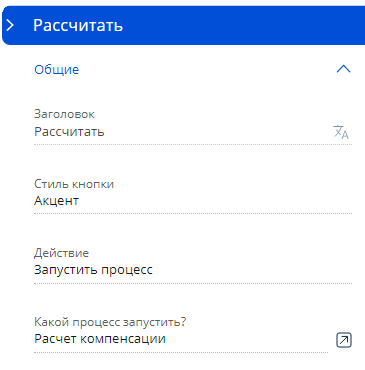 Рассчитать
Общие
Заголовок
Рассчитать
Стиль кнопки
Акцент
Действие
Запустить процесс
Какой процесс запустить?
Расчет компенсации